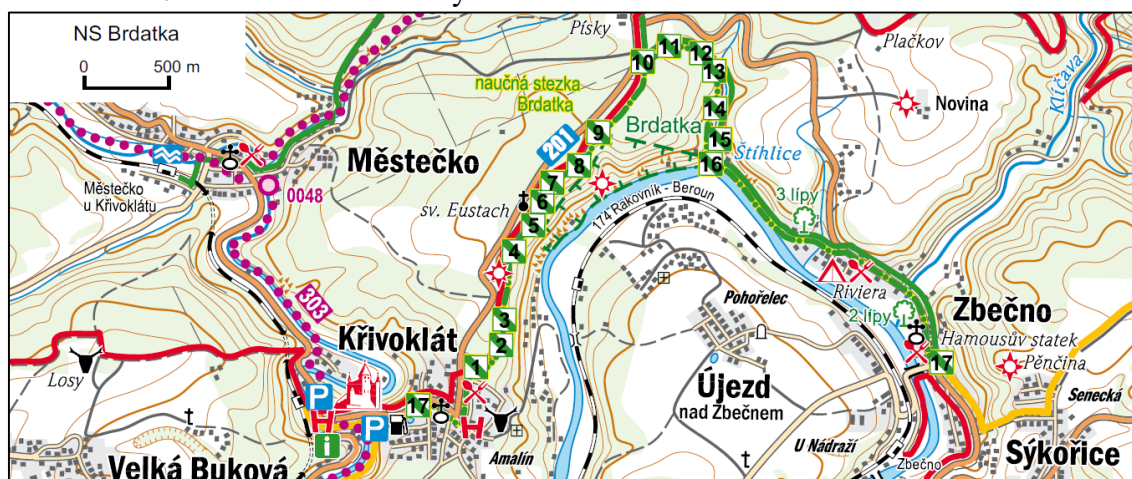 NS Brdatka
0
500 m
Písky
Plačkov
naučná stezka
Brdatka
10
11
12
13
14
15
16
Klíčava
Novina
9
Brdatka
201
8
7
6
5
4
3
2
1
Štíhlice
Městečko
Městečko
u Křivoklátu
0048
sv. Eustach
174 Rakovník - Beroun
3 lípy
303
Pohořelec
Riviera
Zbečno
2 lípy
Hamousův statek
17
Pěnčina
Křivoklát
Losy
Újezd
nad Zbečnem
Senecká
P
17
P
i
U Nádraží
Sýkořice
Velká Buková
Amalín
Zbečno